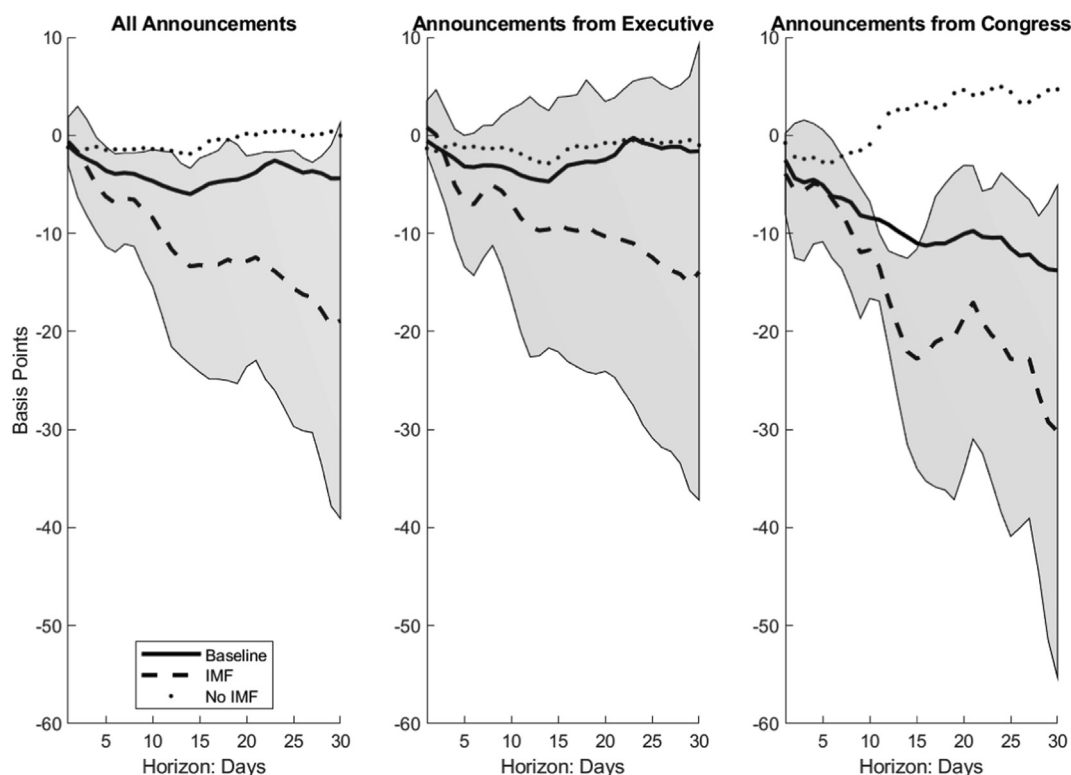 All Announcements
Announcements from Executive
Announcements from Congress
Basis Points
10
0
-10
-20
-30
-40
-50
-60
5 10 15 20 25 30
Horizon: Days
10
0
-10
-20
-30
-40
-50
-60
5 10 15 20 25 30
Horizon: Days
10
0
-10
-20
-30
-40
-50
-60
5 10 15 20 25 30
Horizon: Days
Baseline
IMF
No IMF